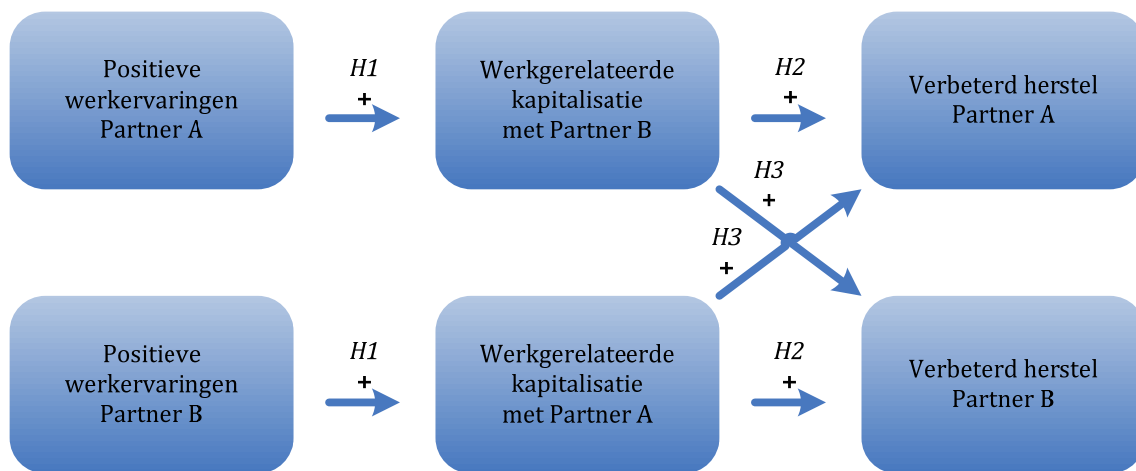 Positieve
werkervaringen
Partner A
H1
+
Werkgerelateerde
kapitalisatie
met Partner B
H2
+
Verbeterd herstel
Partner A
H3
+
H3
+
Positieve
werkervaringen
Partner B
H1
+
Werkgerelateerde
kapitalisatie
met Partner A
H2
+
Verbeterd herstel
Partner B